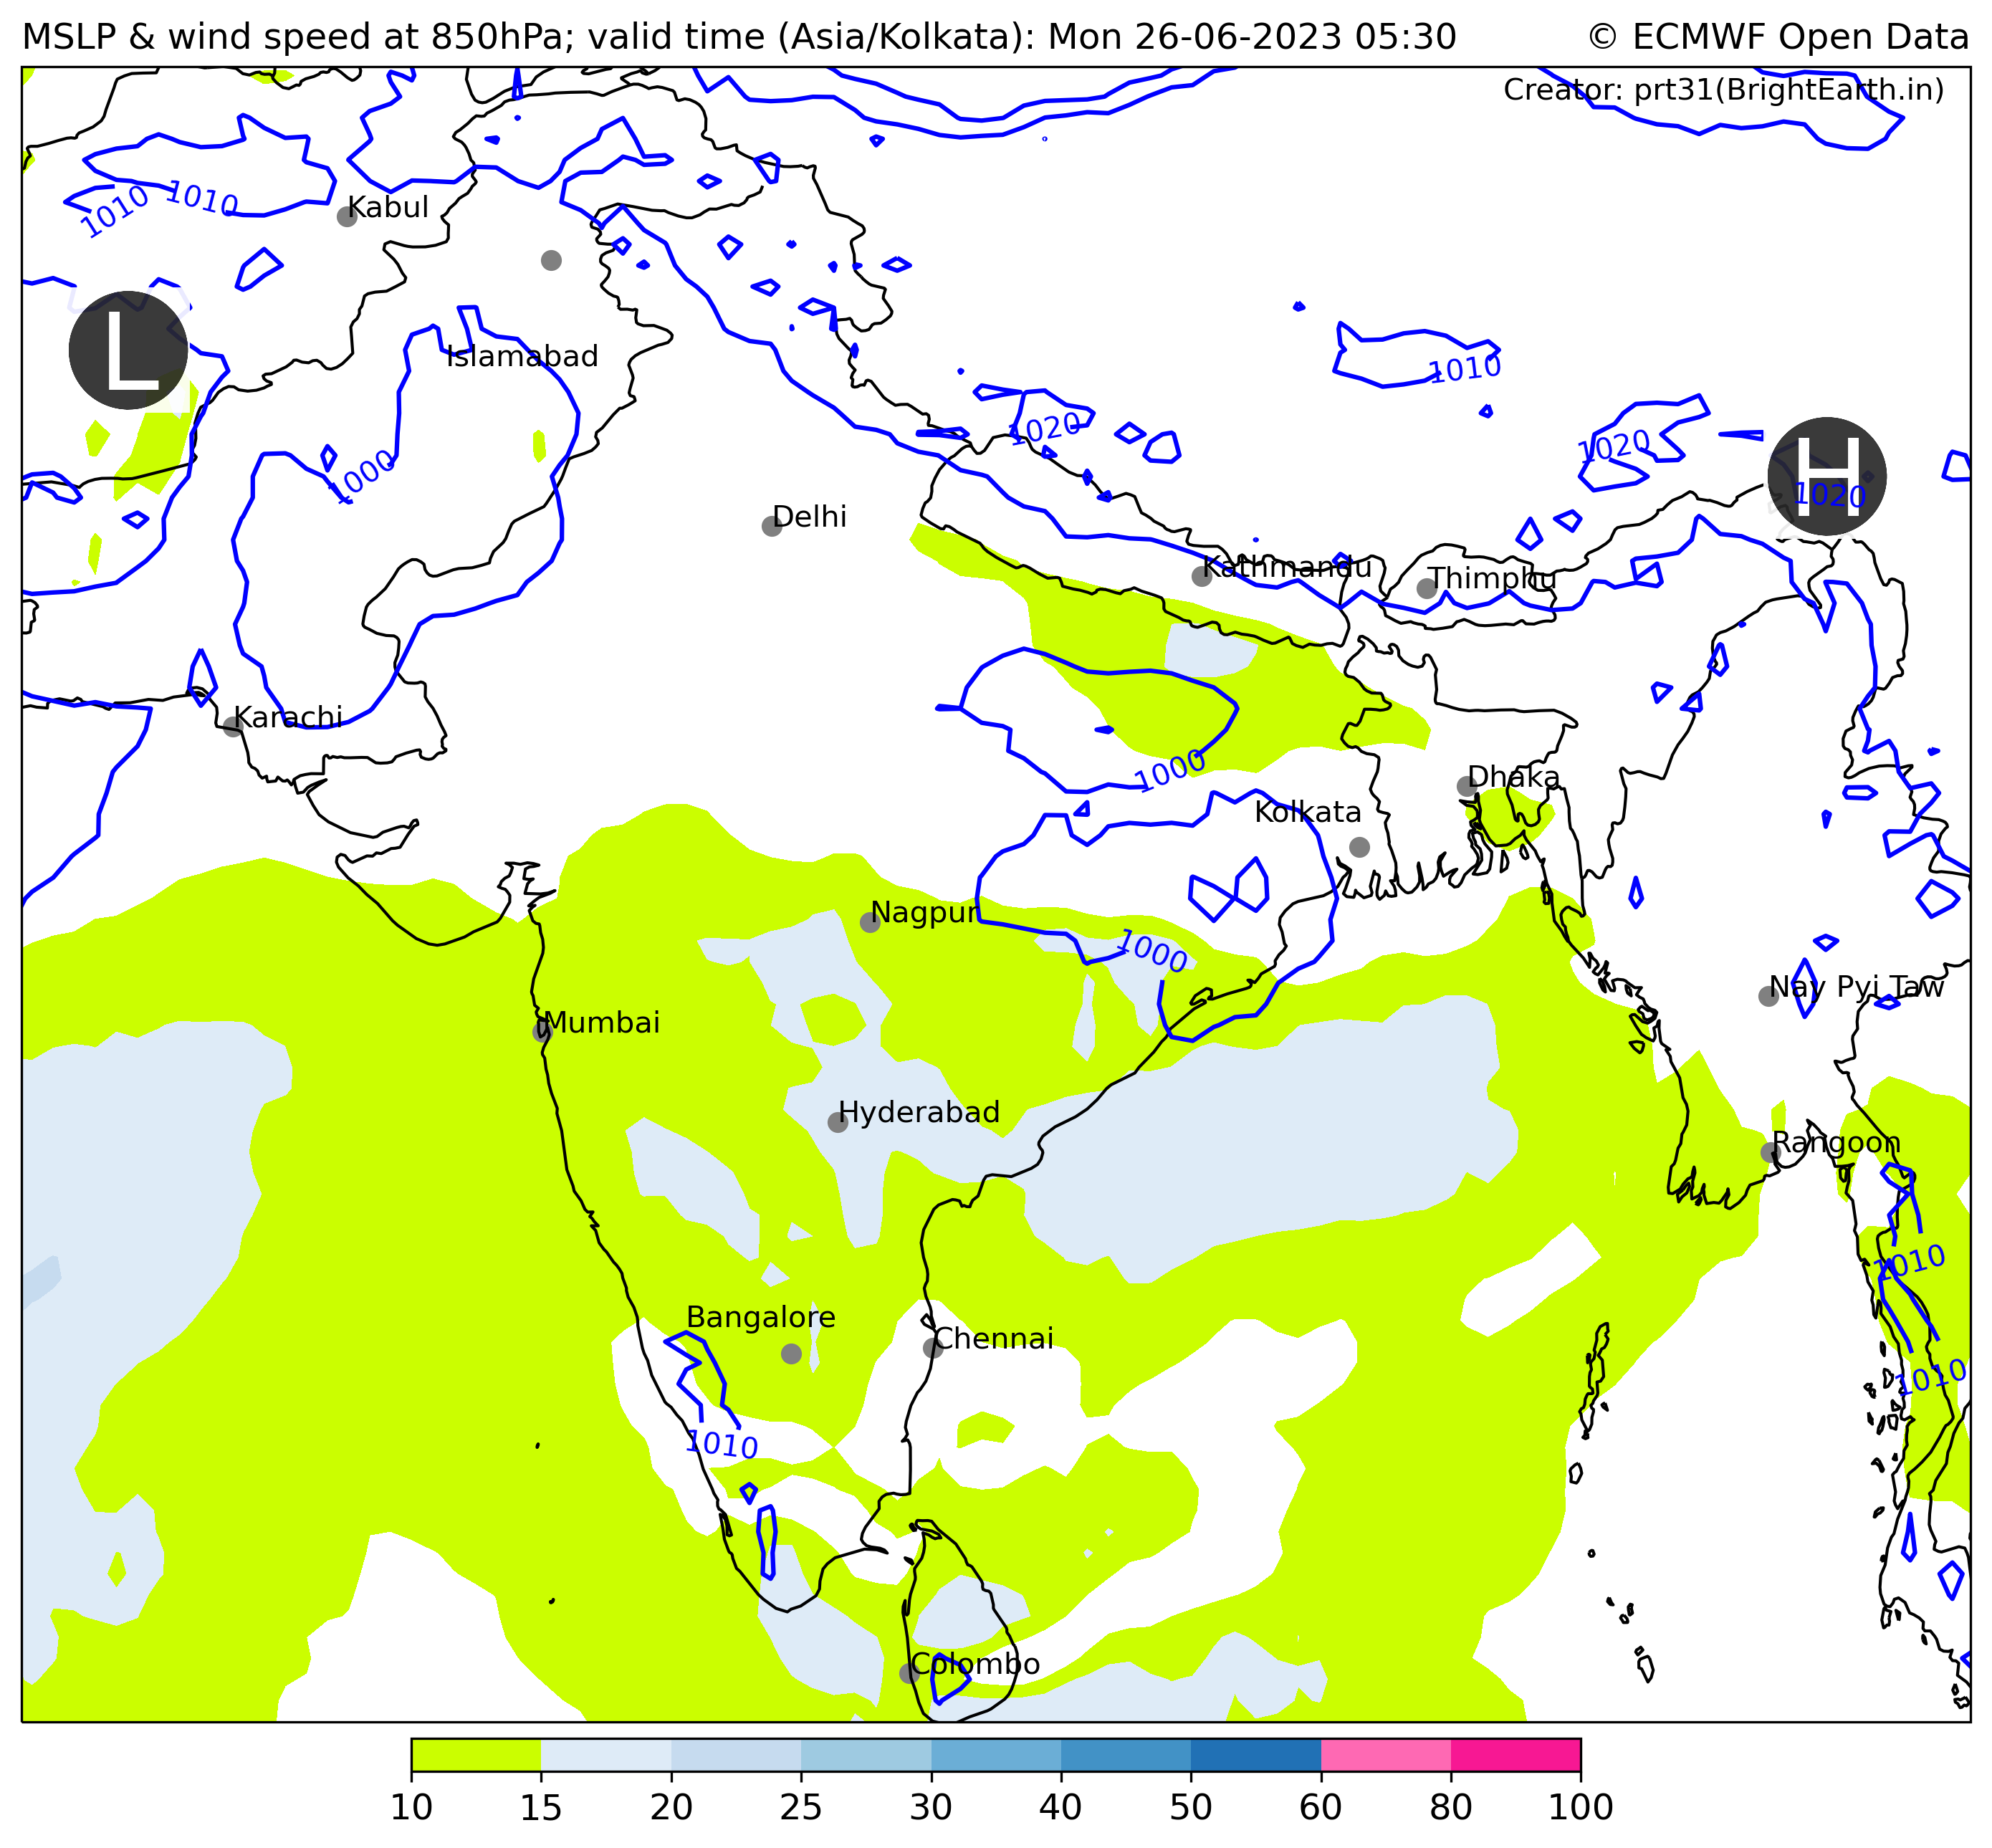 MSLP & wind speed at 850hPa; valid time (Asia/Kolkata): Mon 26-06-2023 05:30
© ECMWF Open Data
Creator: prt31(BrightEarth.in)
1010
1010
Kabul
L
Islamabad
1010
1020
1020
H
1020
1000
Delhi
Kathmandu
Thimphu
Karachi
1000
Dhaka
Kolkata
Nagpur
1000
Nay Pyi Taw
Mumbai
Hyderabad
Rangoon
1010
Bangalore
Chennai
1010
1010
Colombo
10 15 20 25 30 40 50 60 80 100